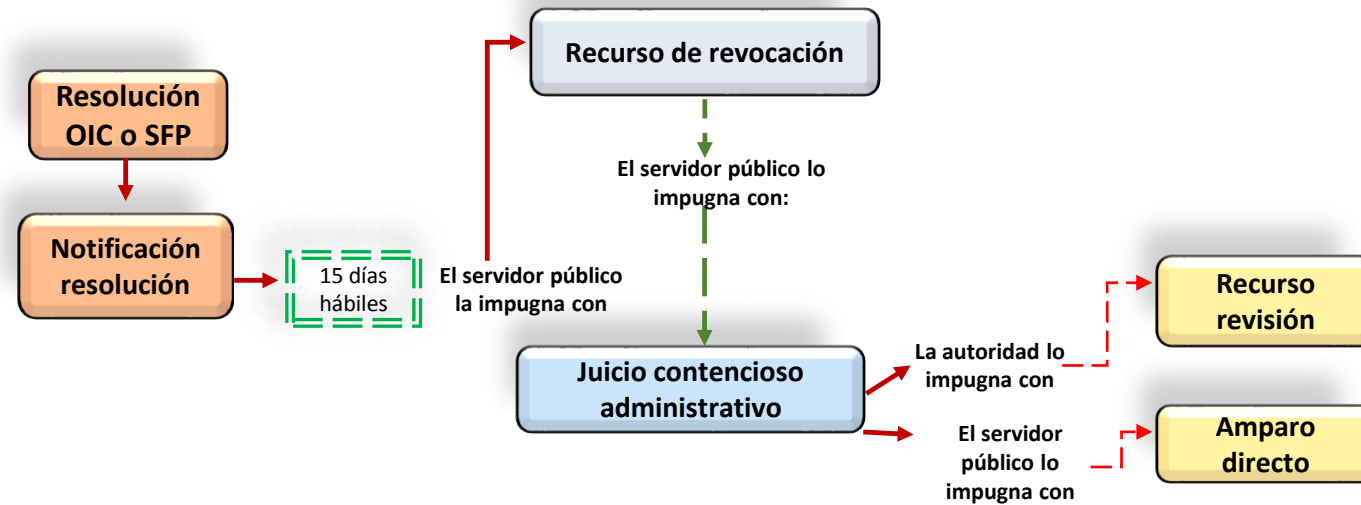 Resolución
OIC o SFP
Notificación
resolución
15 días
hábiles
El servidor público
la impugna con
Recurso de revocación
El servidor público lo
impugna con:
Juicio contencioso
administrativo
La autoridad lo
impugna con
Recurso
revisión
El servidor
público lo
impugna con
Amparo
directo